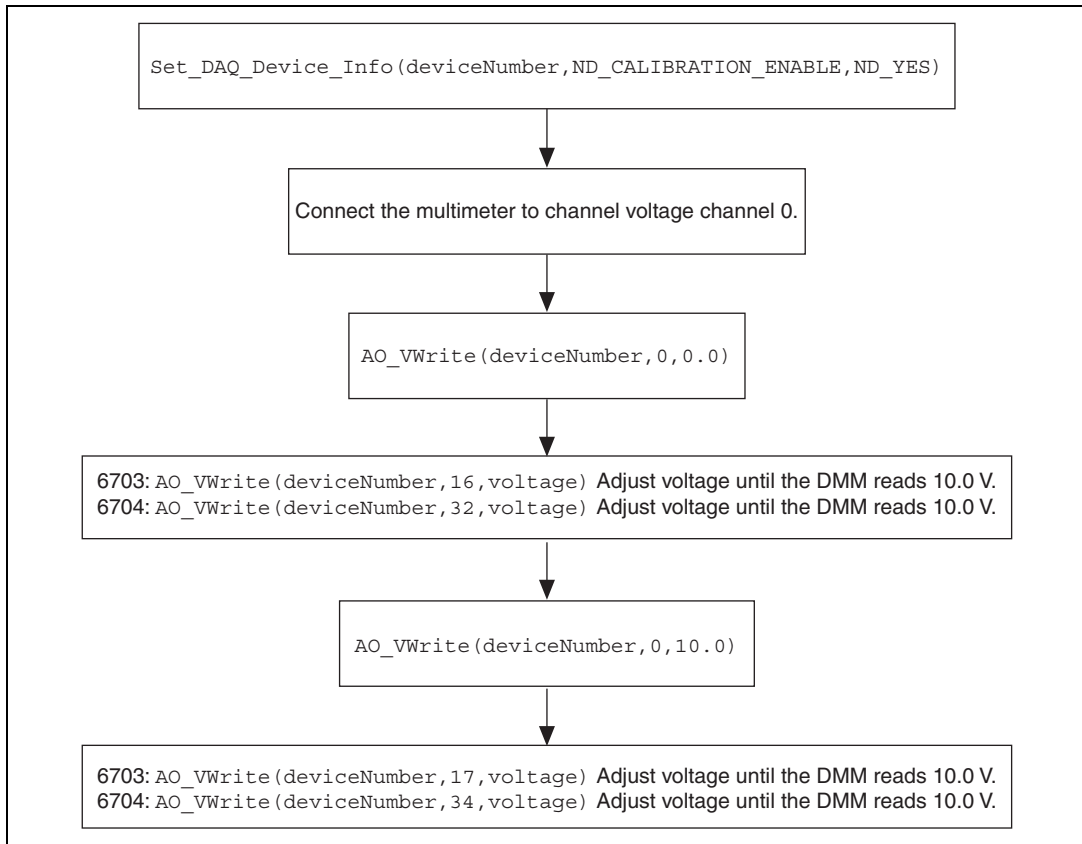 Set_DAQ_Device_Info(deviceNumber,ND_CALIBRATION_ENABLE,ND_YES)
Connect the multimeter to channel voltage channel 0.
AO_VWrite(deviceNumber,0,0.0)
6703: AO_VWrite(deviceNumber,16,voltage) Adjust voltage until the DMM reads 10.0 V.
6704: AO_VWrite(deviceNumber,32,voltage) Adjust voltage until the DMM reads 10.0 V.
AO_VWrite(deviceNumber,0,10.0)
6703: AO_VWrite(deviceNumber,17,voltage) Adjust voltage until the DMM reads 10.0 V.
6704: AO_VWrite(deviceNumber,34,voltage) Adjust voltage until the DMM reads 10.0 V.